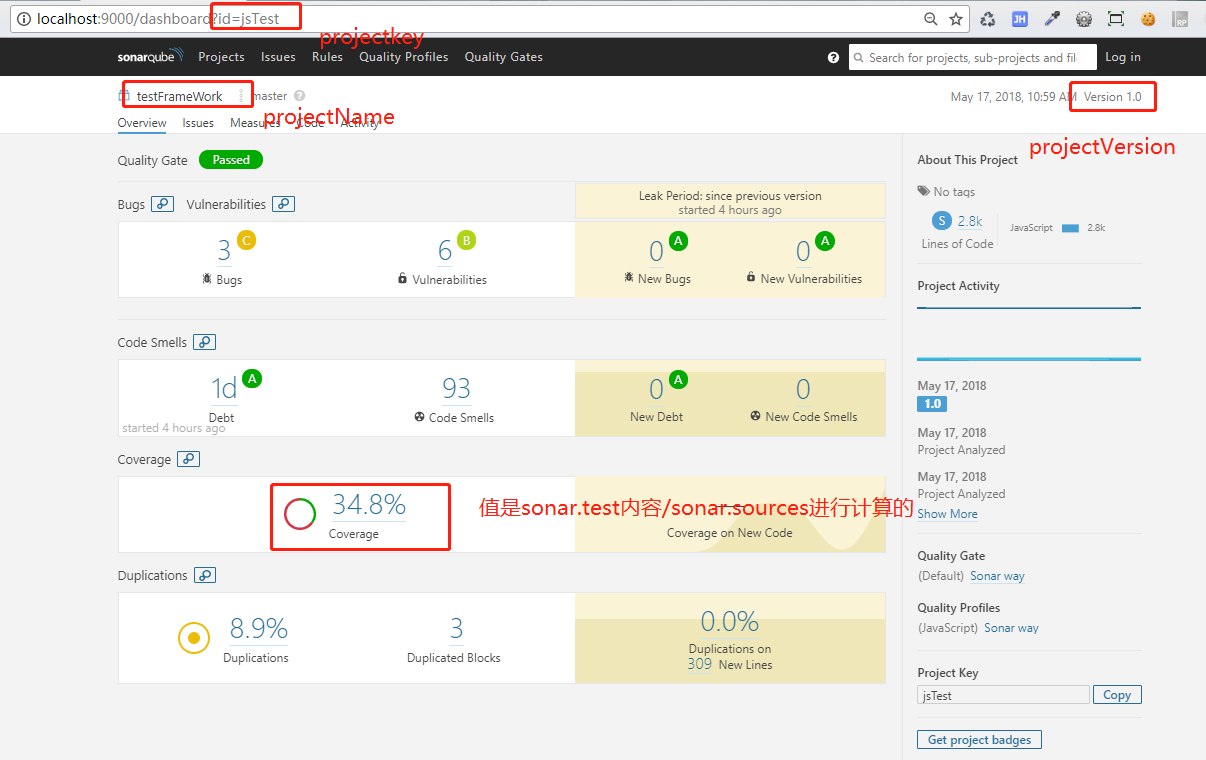 localhost:9000/dashboard?id=jsTest
JH
RP
projectkey
sonarqube Projects Issues Rules Quality Profiles Quality Gates
? Search for projects, sub-projects and fil Log in
testFrameWork master ?
May 17, 2018, 10:59 AM Version 1.0
projectName
Overview Issues Measures Code Activity
projectVersion
Quality Gate Passed
About This Project
No tags
Bugs Vulnerabilities
Leak Period: since previous version
started 4 hours ago
S 2.8k
Lines of Code
JavaScript 2.8k
3 C
Bugs
6 B
Vulnerabilities
0 A
New Bugs
0 A
New Vulnerabilities
Project Activity
Code Smells
1d A
Debt
started 4 hours ago
93
Code Smells
0 A
New Debt
0
New Code Smells
May 17, 2018
1.0
May 17, 2018
Project Analyzed
May 17, 2018
Project Analyzed
Show More
Coverage
34.8%
Coverage
值是sonar.test内容/sonar.sources进行计算的
Coverage on New Code
Quality Gate
(Default) Sonar way
Quality Profiles
(JavaScript) Sonar way
Duplications
8.9%
Duplications
3
Duplicated Blocks
0.0%
Duplications on
309 New Lines
Project Key
jsTest Copy
Get project badges